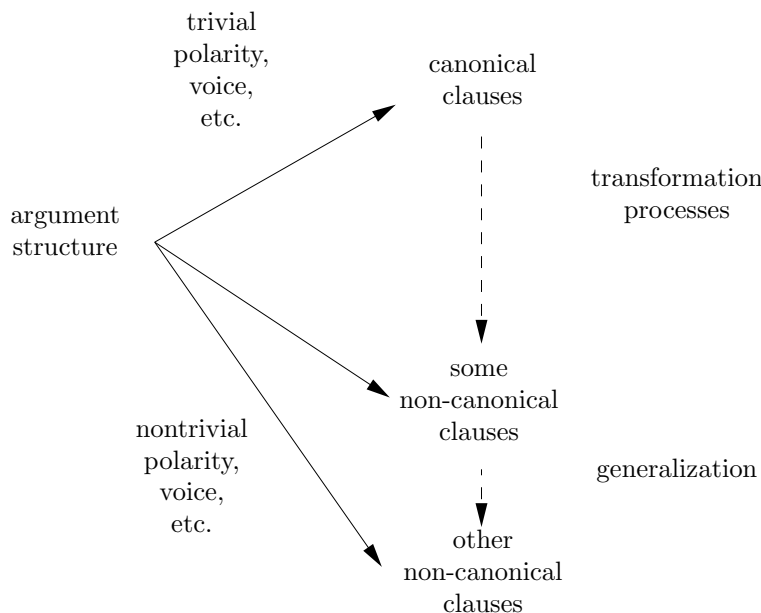 trivial
polarity,
voice,
etc.
canonical
clauses
transformation
processes
argument
structure
some
non-canonical
clauses
nontrivial
polarity,
voice,
etc.
generalization
other
non-canonical
clauses